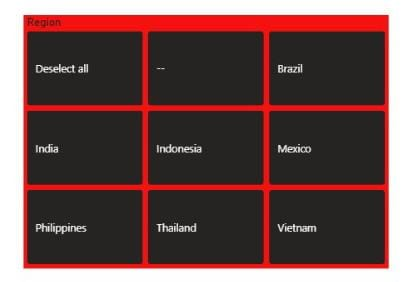 Region
Deselect all
--
Brazil
India
Indonesia
Mexico
Philippines
Thailand
Vietnam